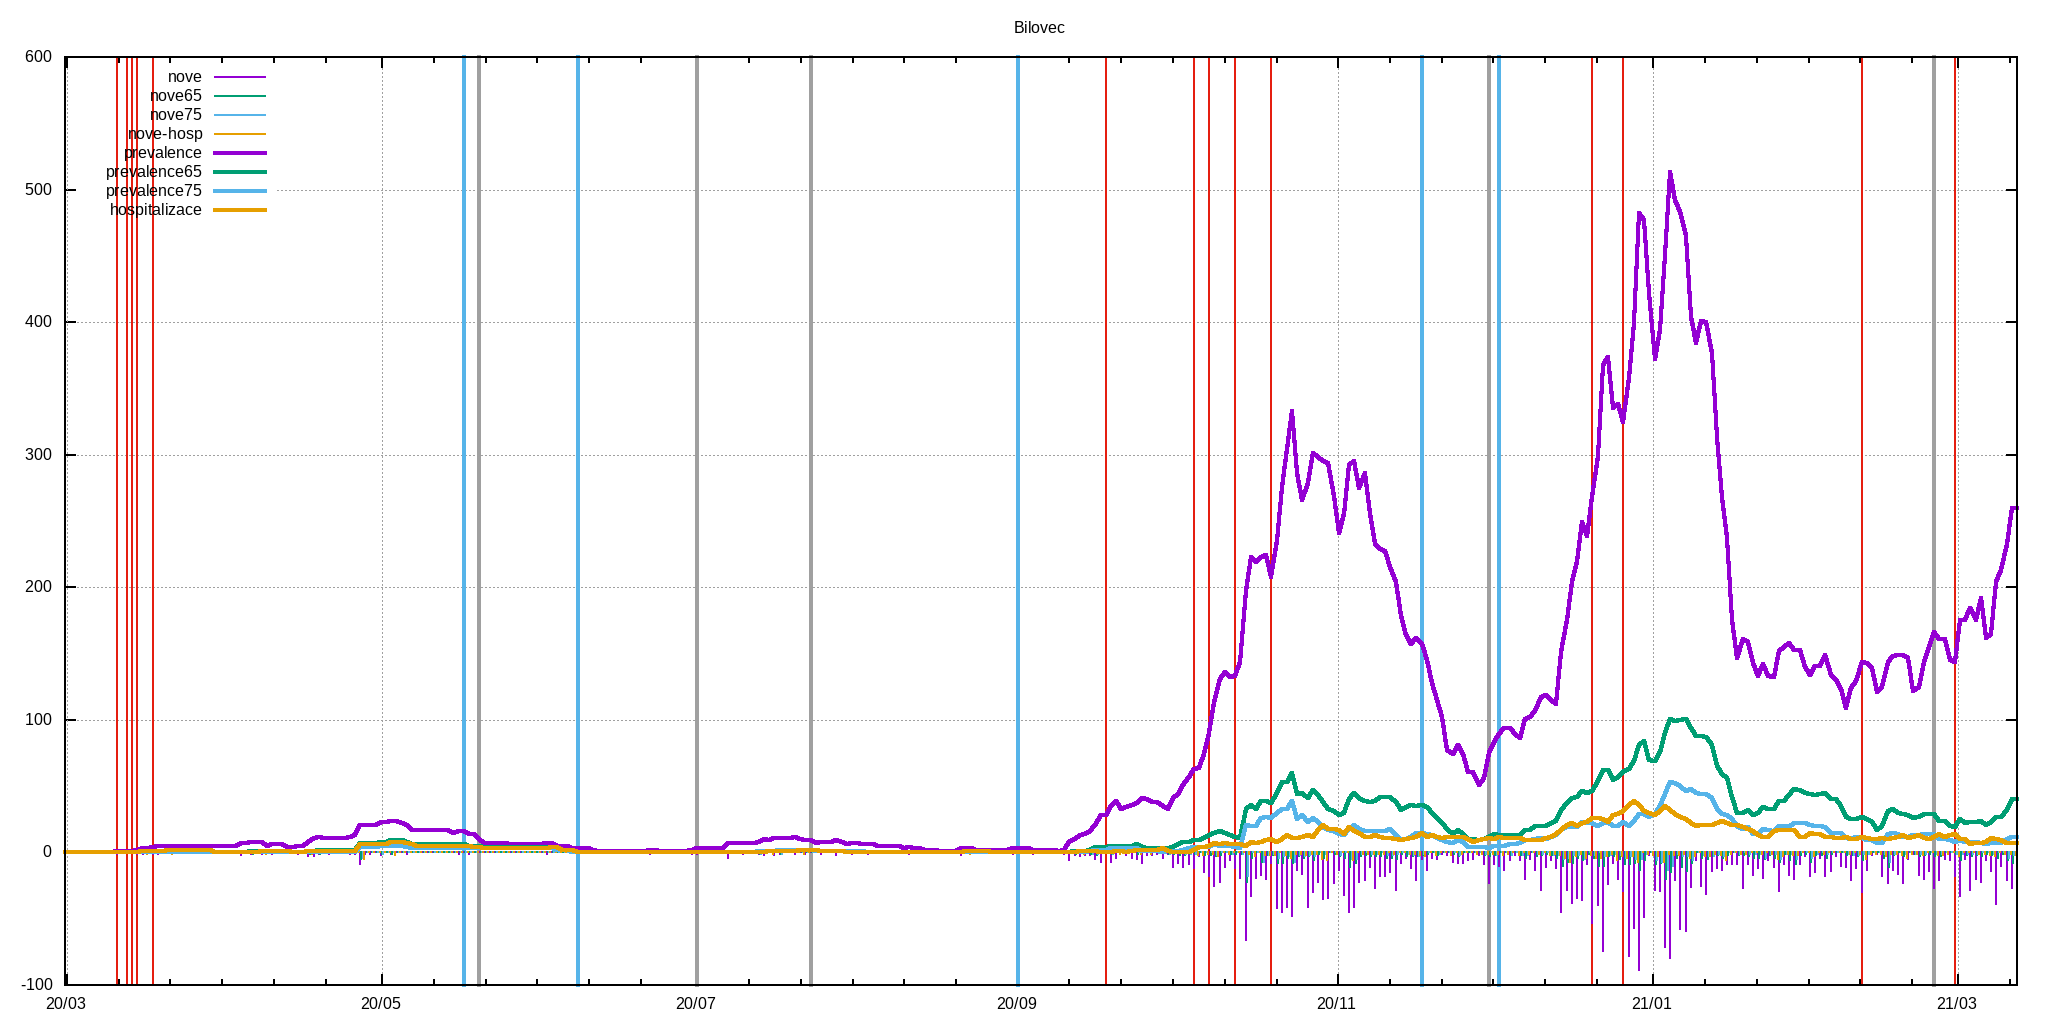 Bilovec
600
500
400
300
200
100
0
-100
nove
nove65
nove75
nove-hosp
prevalence
prevalence65
prevalence75
hospitalizace
20/03 20/05 20/07 20/09 20/11 21/01 21/03